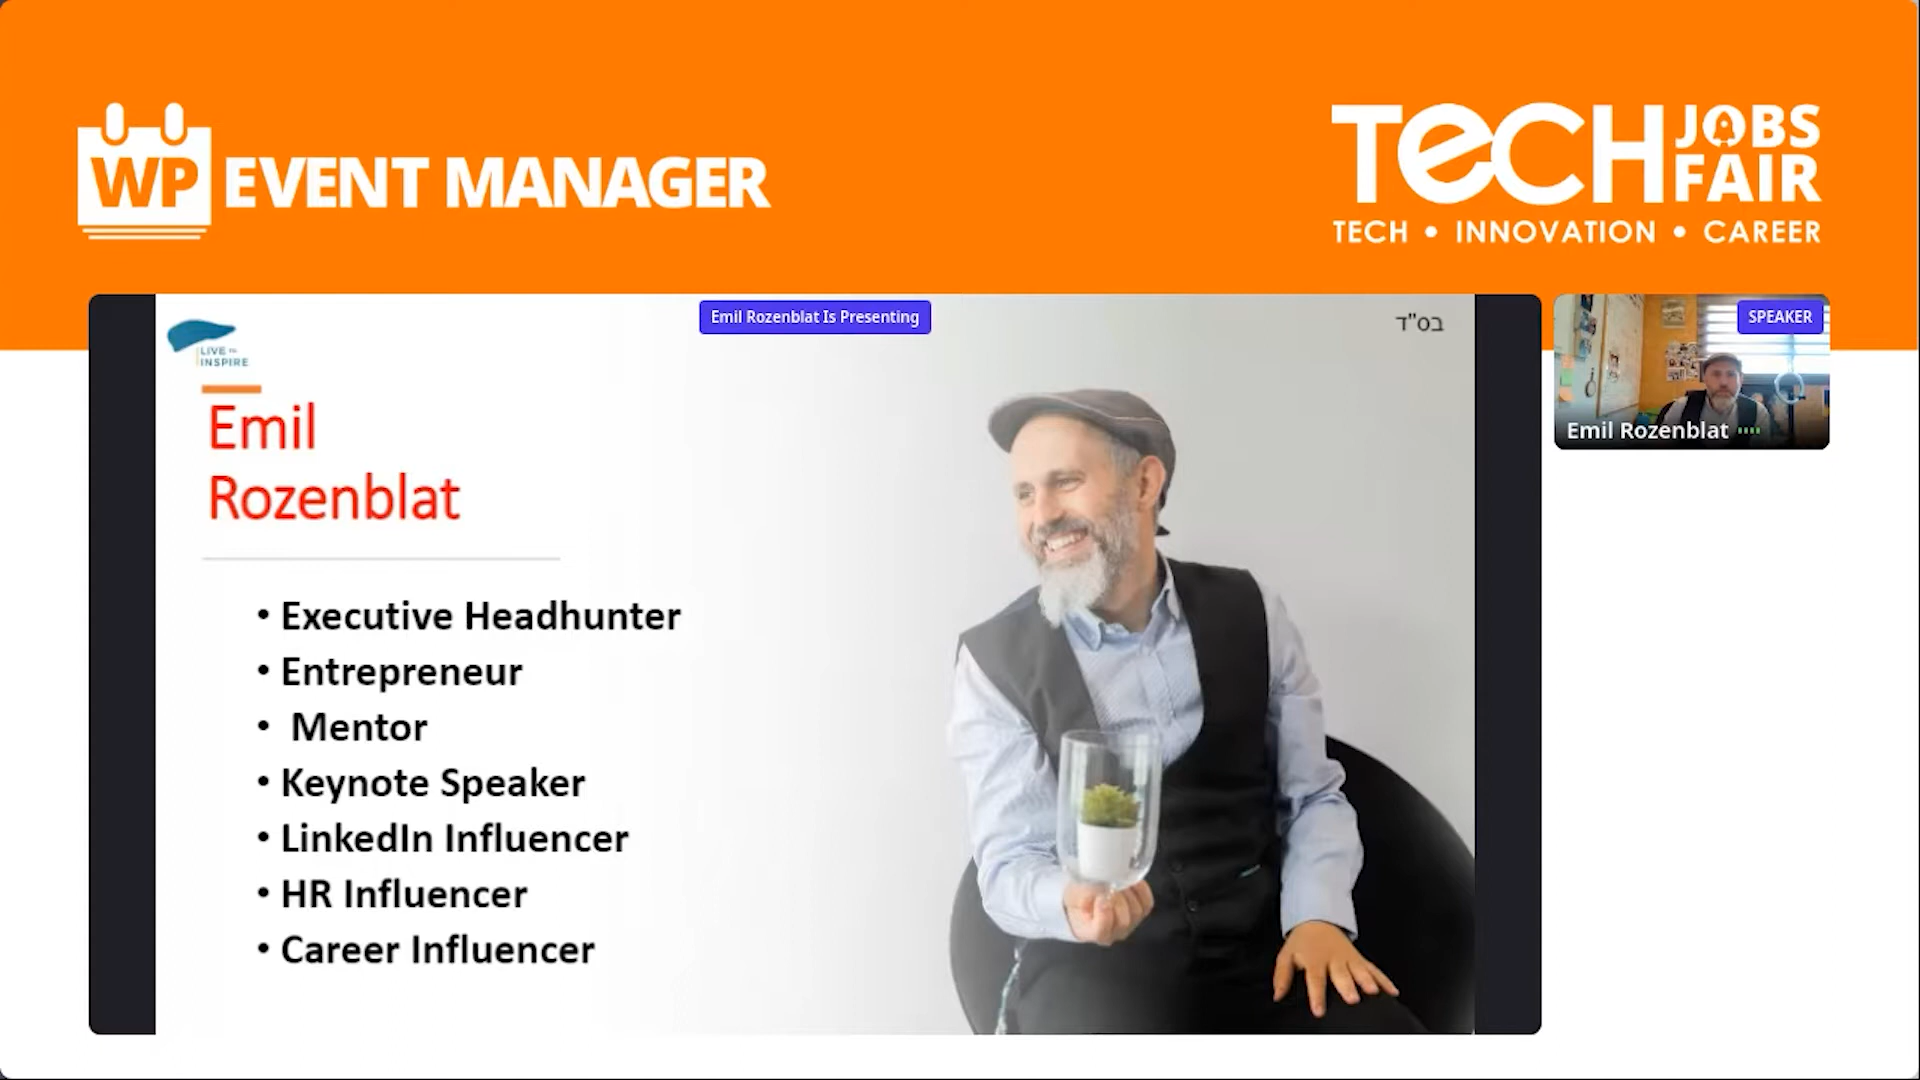 WP EVENT MANAGER
TECH JOBS FAIR
TECH • INNOVATION • CAREER
Emil Rozenblat Is Presenting
בס"ד
SPEAKER
Emil Rozenblat
LIVE TO
INSPIRE
Emil
Rozenblat
• Executive Headhunter
• Entrepreneur
• Mentor
• Keynote Speaker
• LinkedIn Influencer
• HR Influencer
• Career Influencer